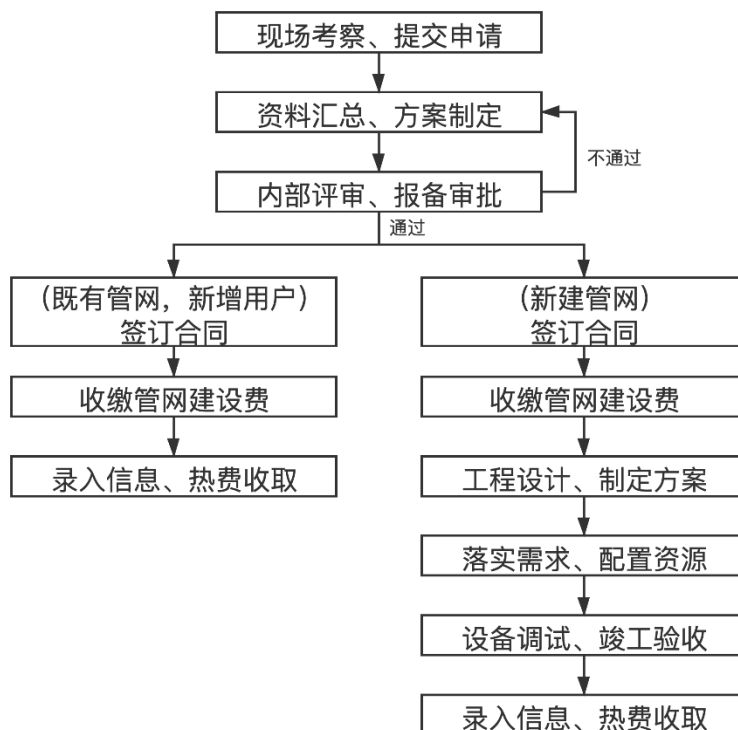 现场考察、提交申请
资料汇总、方案制定
不通过
内部评审、报备审批
通过
（既有管网，新增用户）
签订合同
（新建管网）
签订合同
收缴管网建设费
收缴管网建设费
录入信息、热费收取
工程设计、制定方案
落实需求、配置资源
设备调试、竣工验收
录入信息、热费收取